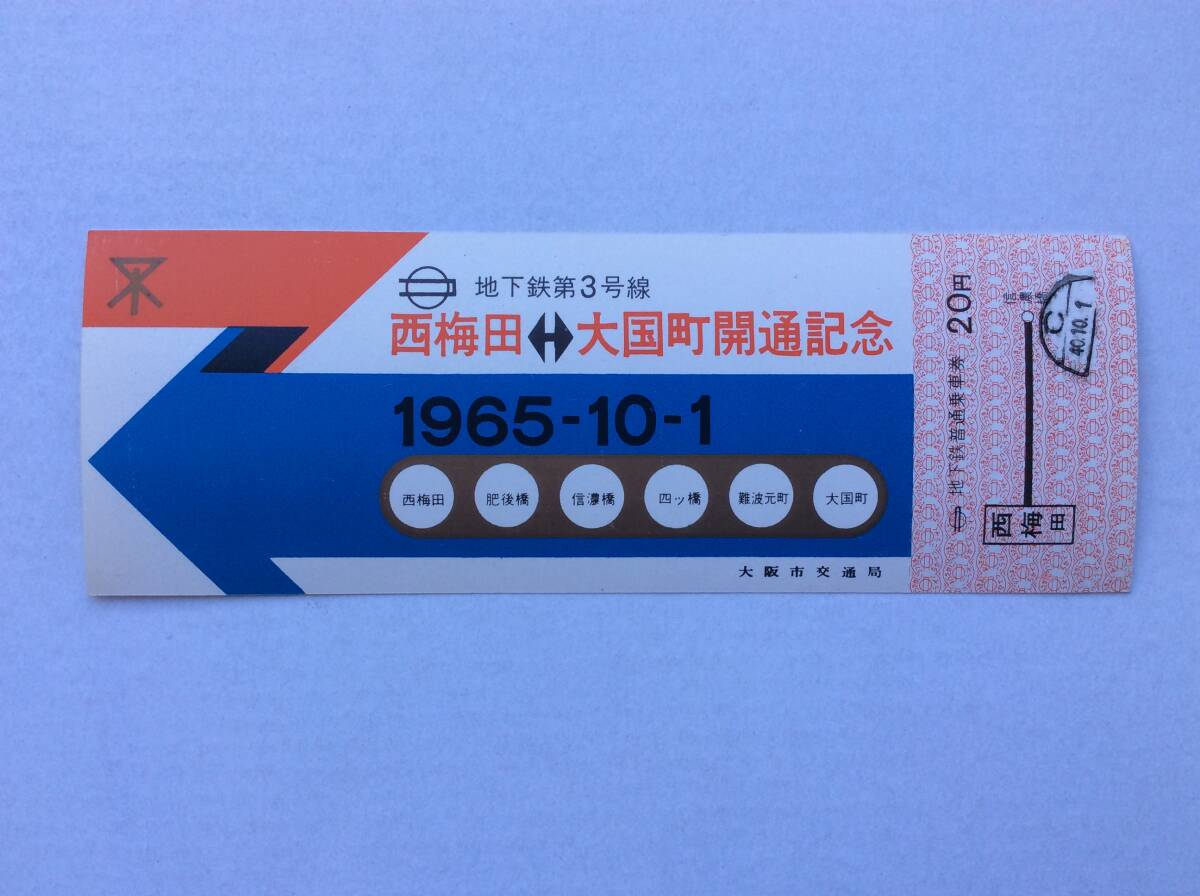 地下鉄第3号線
西梅田↔大国町開通記念
1965-10-1
西梅田 肥後橋 信濃橋 四ッ橋 難波元町 大国町
大阪市交通局
地下鉄普通乗車券 20円
西梅田
C
40.10.1